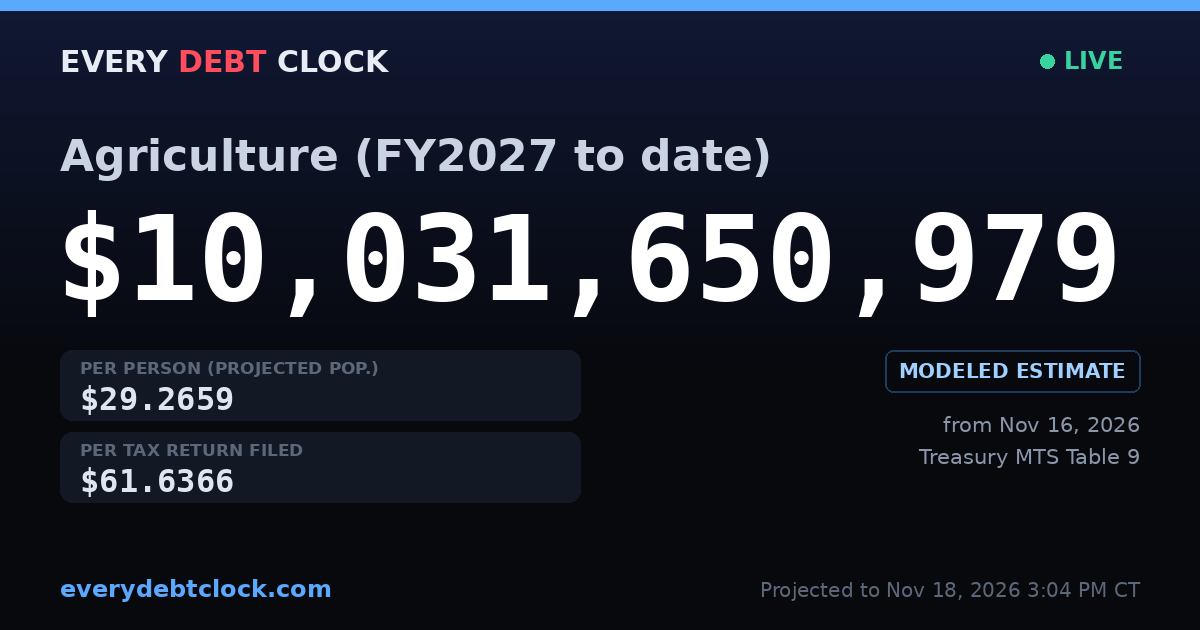 EVERY DEBT CLOCK
LIVE
Agriculture (FY2027 to date)
$10,031,650,979
PER PERSON (PROJECTED POP.)
$29.2659
MODELED ESTIMATE
from Nov 16, 2026
Treasury MTS Table 9
PER TAX RETURN FILED
$61.6366
everydebtclock.com
Projected to Nov 18, 2026 3:04 PM CT